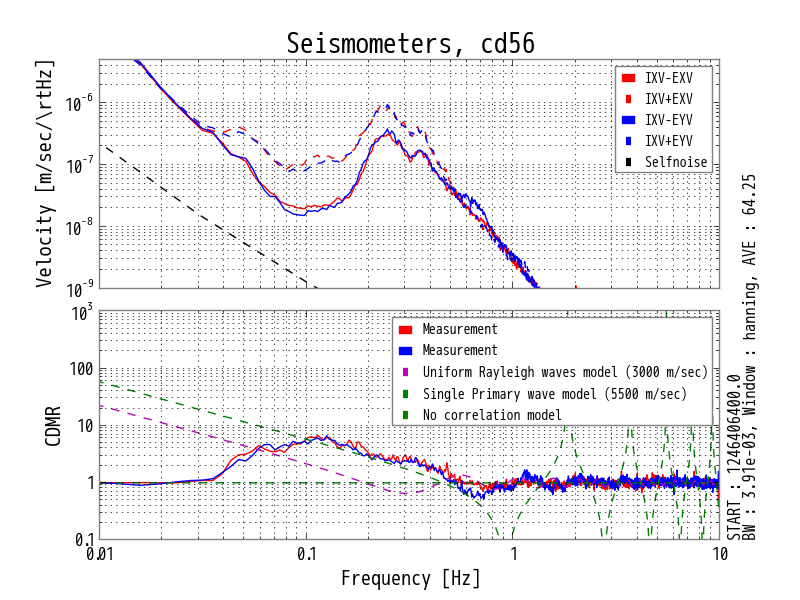 Seismometers, cd56
Velocity [m/sec/\rtHz]
10^-6
10^-7
10^-8
10^-9
IXV-EXV
IXV+EXV
IXV-EYV
IXV+EYV
Selfnoise
CDMR
10^3
100
10
1
0.1
Measurement
Measurement
Uniform Rayleigh waves model (3000 m/sec)
Single Primary wave model (5500 m/sec)
No correlation model
0.01
0.1
1
10
Frequency [Hz]
START : 1246406400.0
BW : 3.91e-03, Window : hanning, AVE : 64.25